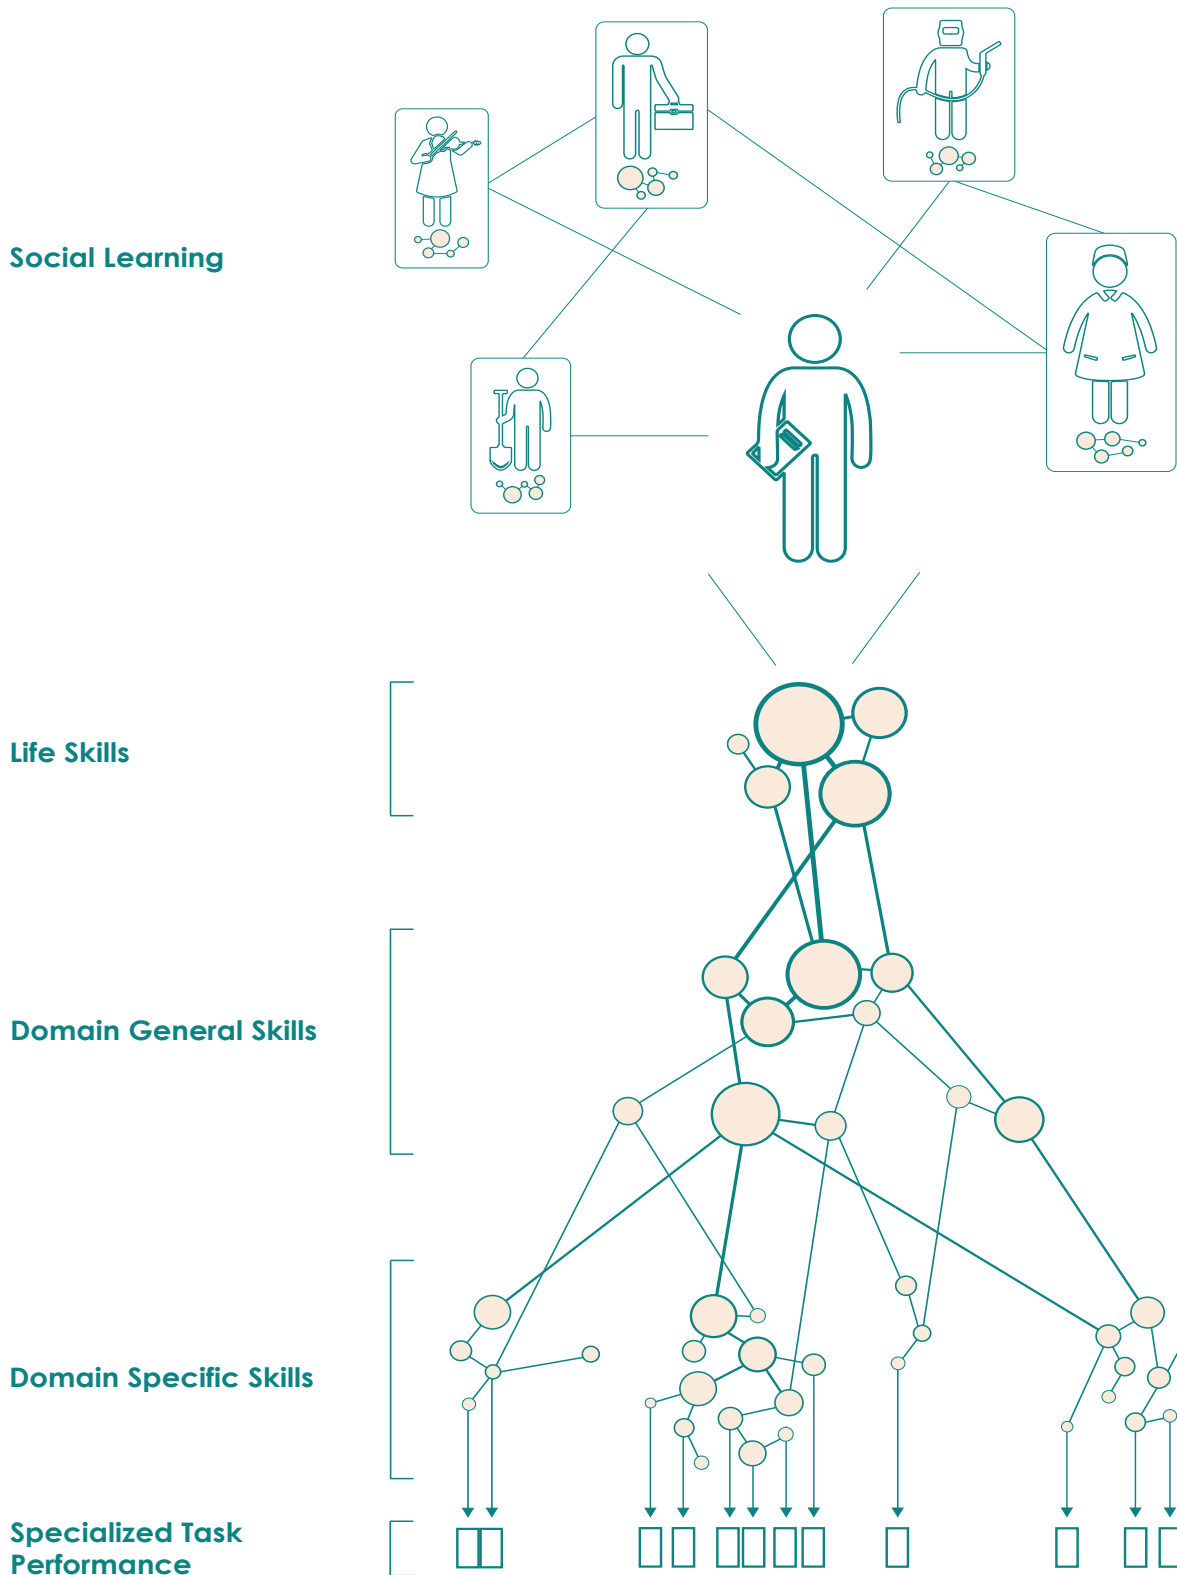 Social Learning
Life Skills
Domain General Skills
Domain Specific Skills
Specialized Task
Performance